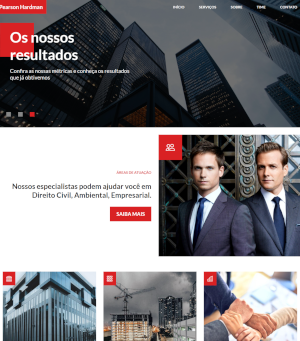 Pearson Hardman
INÍCIO SERVIÇOS SOBRE TIME CONTATO
Os nossos
resultados
Confira as nossas métricas e conheça os resultados
que já obtivemos
ÁREAS DE ATUAÇÃO
Nossos especialistas podem ajudar você em
Direito Civil, Ambiental, Empresarial.
SAIBA MAIS